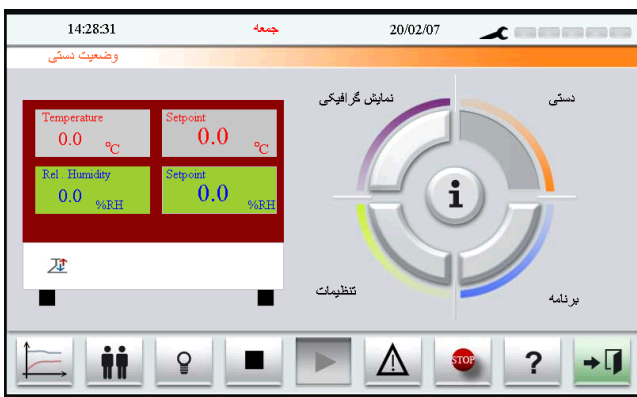 14:28:31 جمعه 20/02/07
وضعیت دستی
نمایش گرافیکی
دستی
Temperature
0.0 °C
Setpoint
0.0 °C
Rel . Humidity
0.0 %RH
Setpoint
0.0 %RH
i
تنظیمات
برنامه
STOP
?